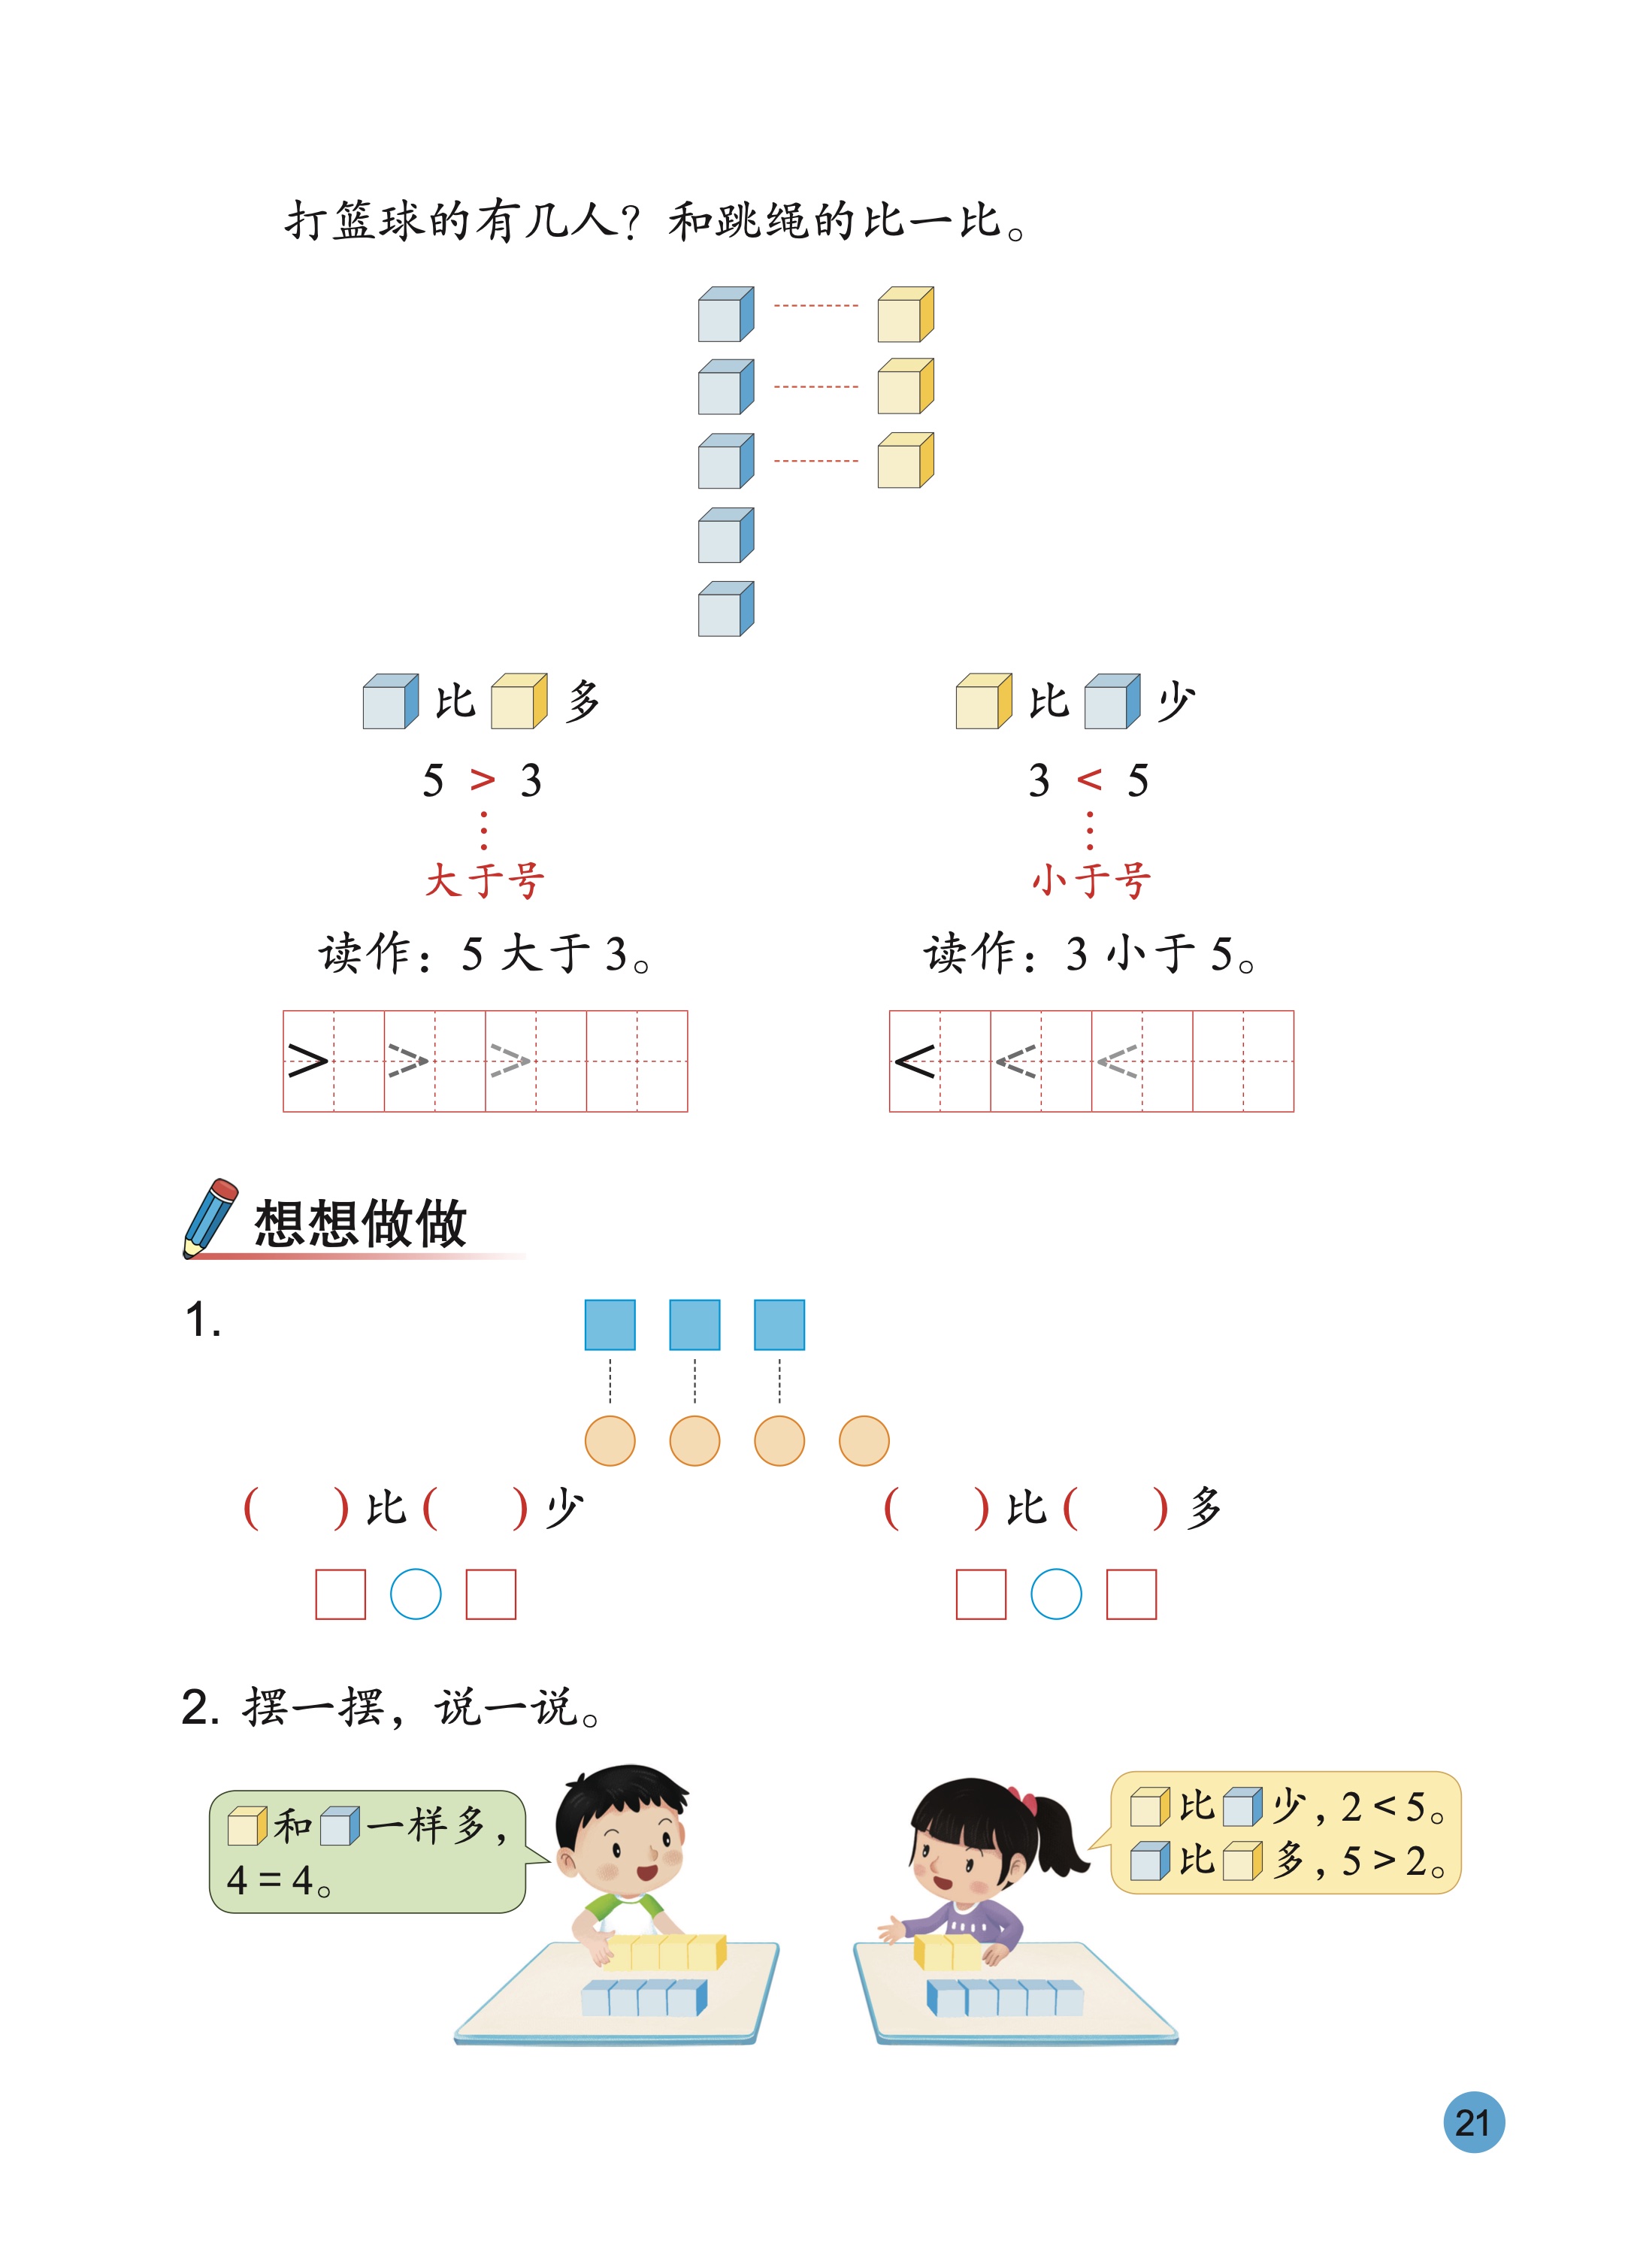 打篮球的有几人？和跳绳的比一比。
比 多
比 少
5 > 3
3 < 5
大于号
小于号
读作：5 大于 3。
读作：3 小于 5。
> > >
< < <
想想做做
1.
( ) 比 ( ) 少
( ) 比 ( ) 多
2. 摆一摆，说一说。
和 一样多，
4 = 4。
比 少，2 < 5。
比 多，5 > 2。
21